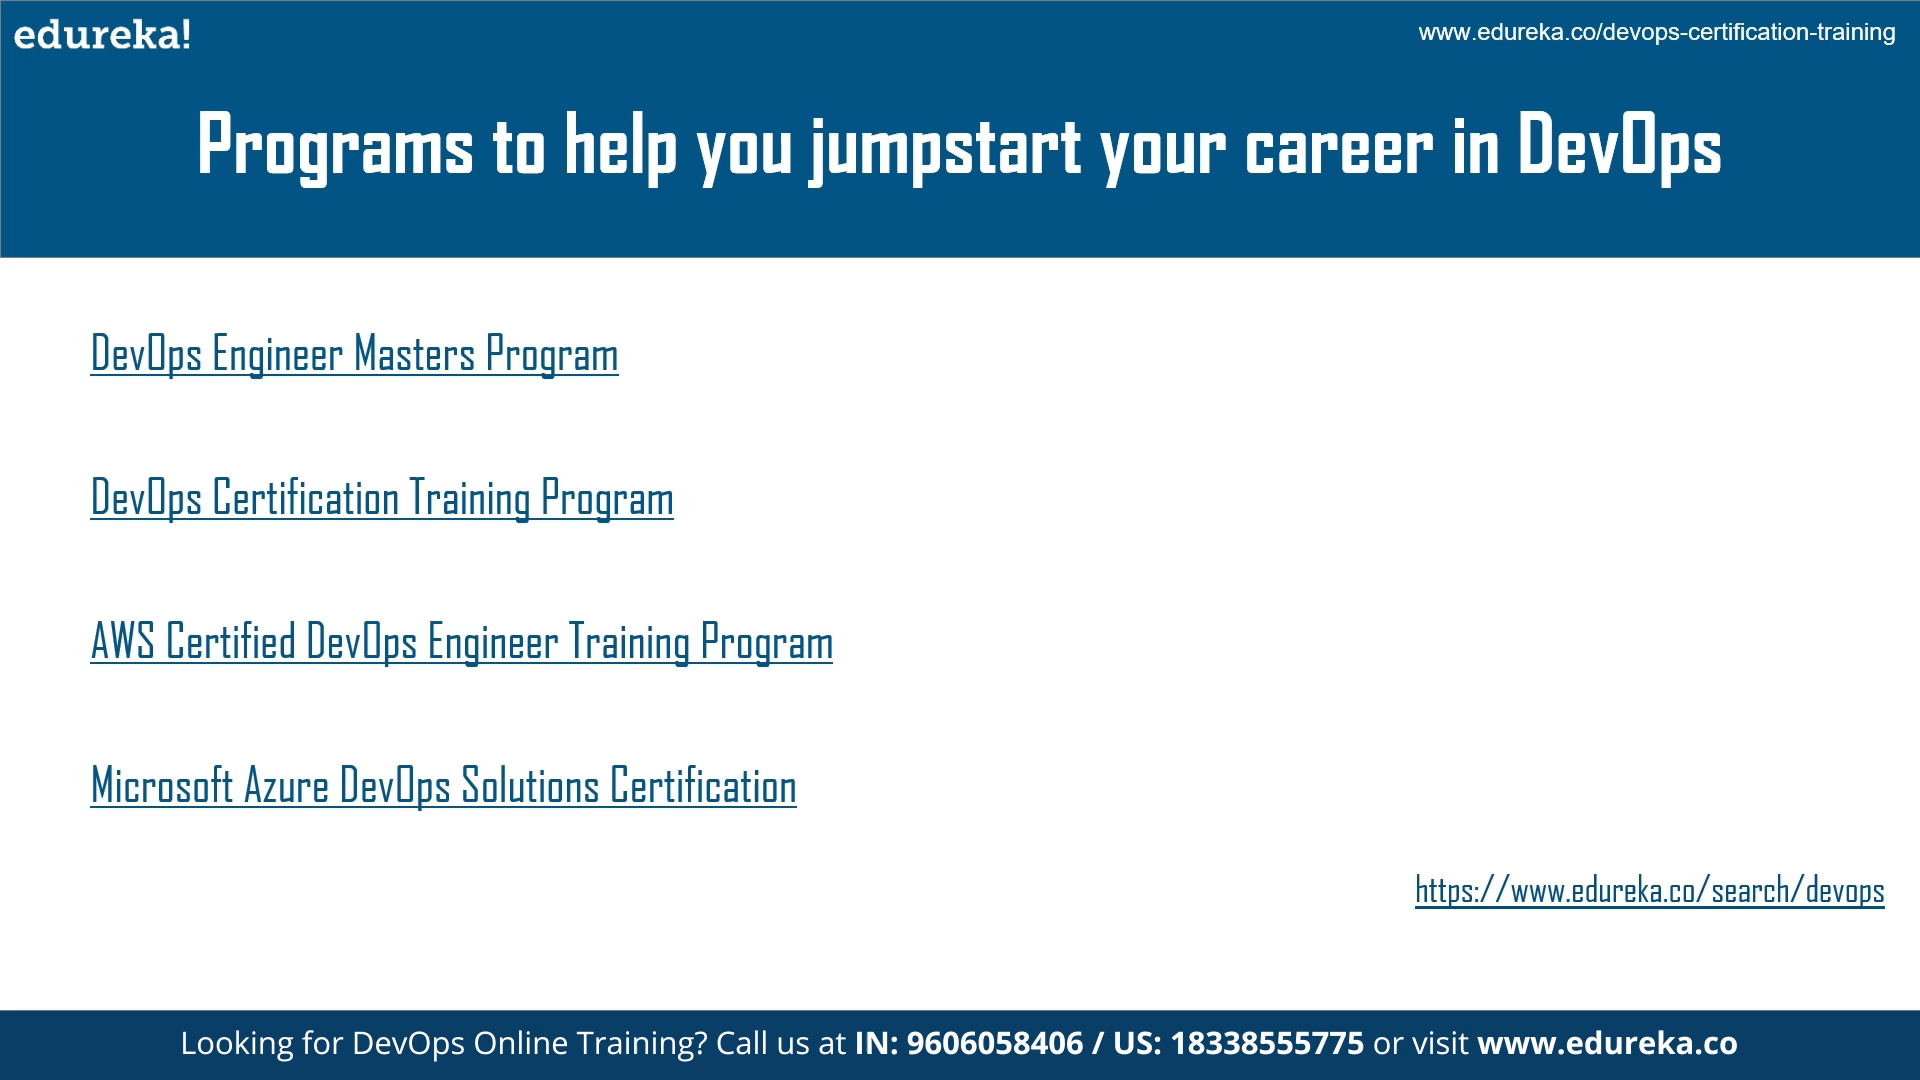 edureka!
www.edureka.co/devops-certification-training
Programs to help you jumpstart your career in DevOps
DevOps Engineer Masters Program
DevOps Certification Training Program
AWS Certified DevOps Engineer Training Program
Microsoft Azure DevOps Solutions Certification
https://www.edureka.co/search/devops
Looking for DevOps Online Training? Call us at IN: 9606058406 / US: 18338555775 or visit www.edureka.co